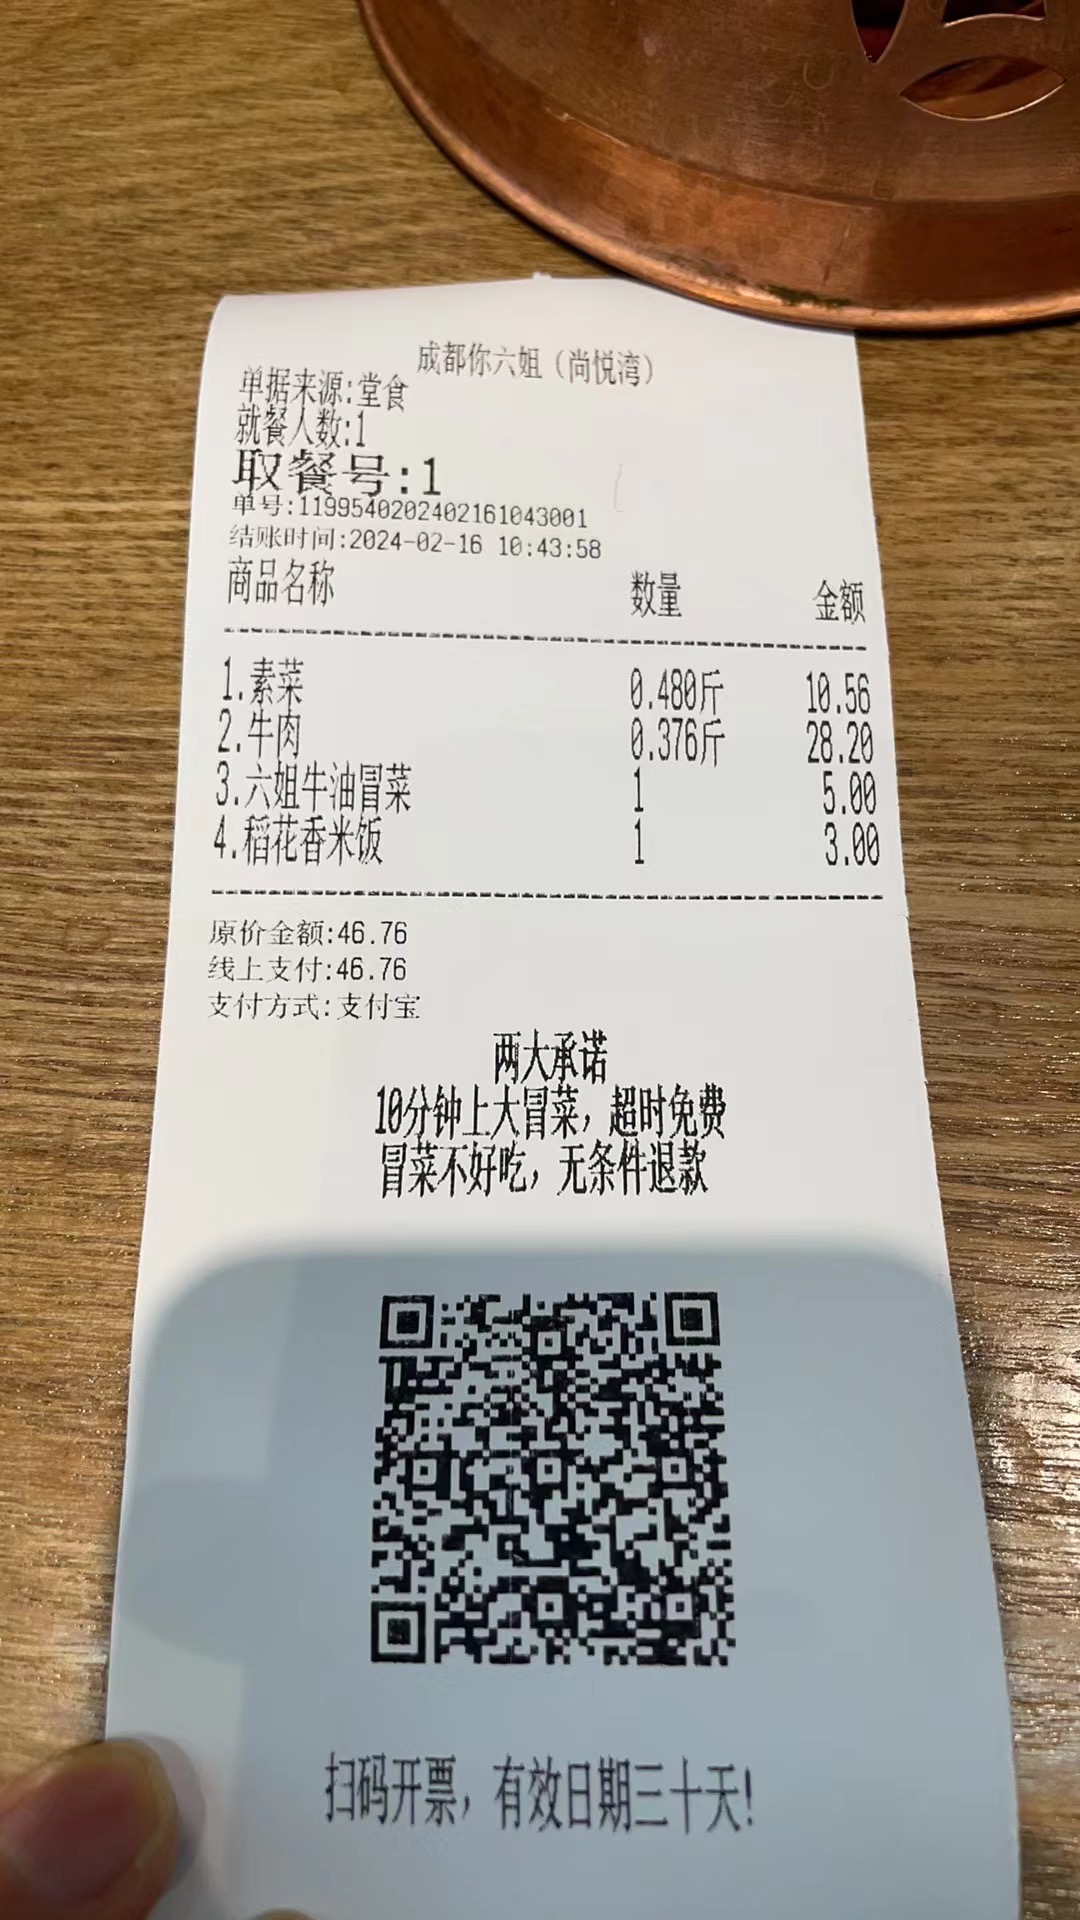 成都你六姐（尚悦湾）
单据来源:堂食
就餐人数:1
取餐号:1
单号:1199540202402161043001
结账时间:2024-02-16 10:43:58
商品名称 数量 金额
1.素菜 0.480斤 10.56
2.牛肉 0.376斤 28.20
3.六姐牛油冒菜 1 5.00
4.稻花香米饭 1 3.00
原价金额:46.76
线上支付:46.76
支付方式:支付宝
两大承诺
10分钟上大冒菜，超时免费
冒菜不好吃，无条件退款
扫码开票，有效日期三十天!